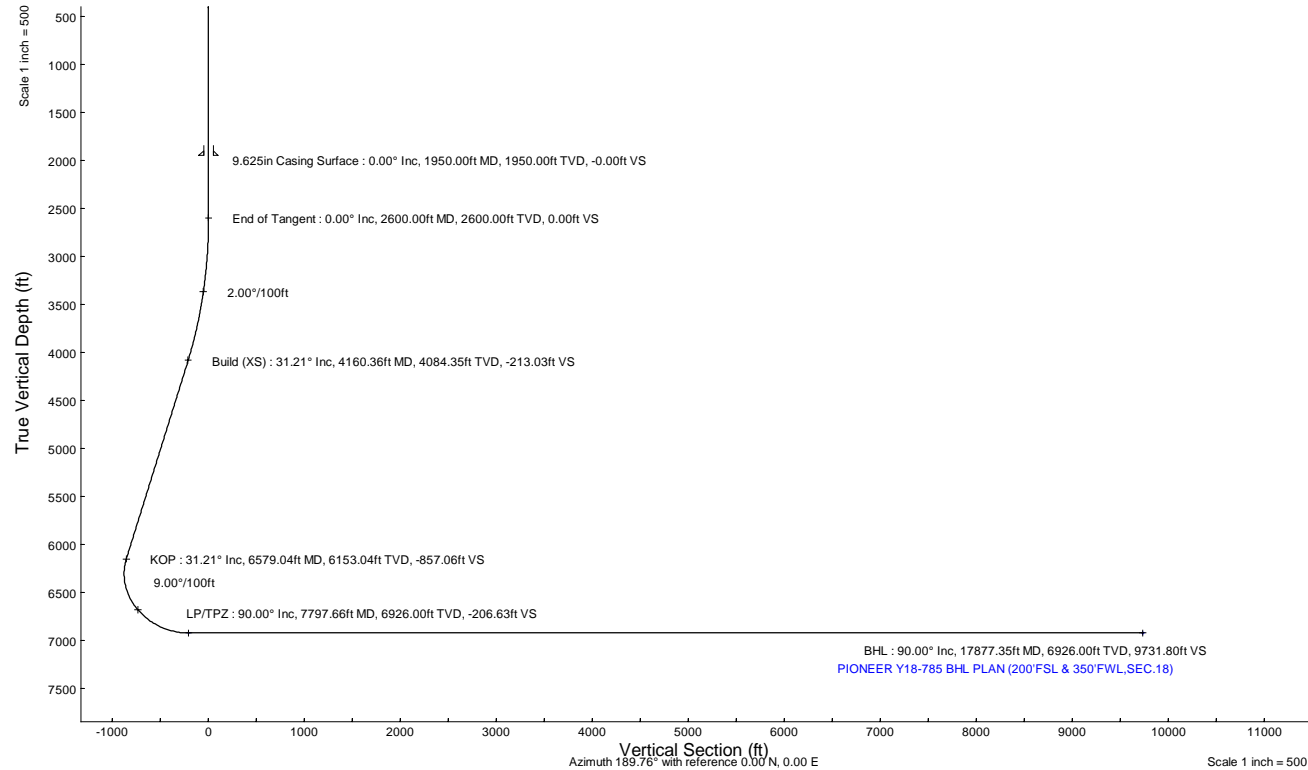 Scale 1 inch = 500
True Vertical Depth (ft)
500
1000
1500
2000
2500
3000
3500
4000
4500
5000
5500
6000
6500
7000
7500
9.625in Casing Surface : 0.00° Inc, 1950.00ft MD, 1950.00ft TVD, -0.00ft VS
End of Tangent : 0.00° Inc, 2600.00ft MD, 2600.00ft TVD, 0.00ft VS
2.00°/100ft
Build (XS) : 31.21° Inc, 4160.36ft MD, 4084.35ft TVD, -213.03ft VS
KOP : 31.21° Inc, 6579.04ft MD, 6153.04ft TVD, -857.06ft VS
9.00°/100ft
LP/TPZ : 90.00° Inc, 7797.66ft MD, 6926.00ft TVD, -206.63ft VS
BHL : 90.00° Inc, 17877.35ft MD, 6926.00ft TVD, 9731.80ft VS
PIONEER Y18-785 BHL PLAN (200'FSL & 350'FWL,SEC.18)
-1000 0 1000 2000 3000 4000 5000 6000 7000 8000 9000 10000 11000
Vertical Section (ft)
Azimuth 189.76° with reference 0.00 N, 0.00 E
Scale 1 inch = 500